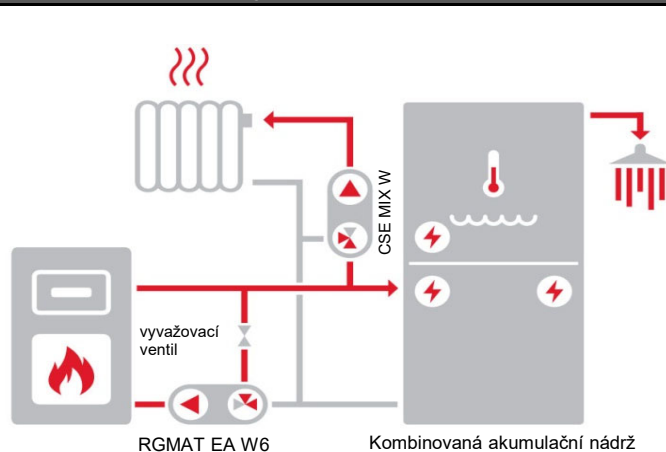 CSE MIX W
vyvažovací
ventil
RGMAT EA W6
Kombinovaná akumulační nádrž